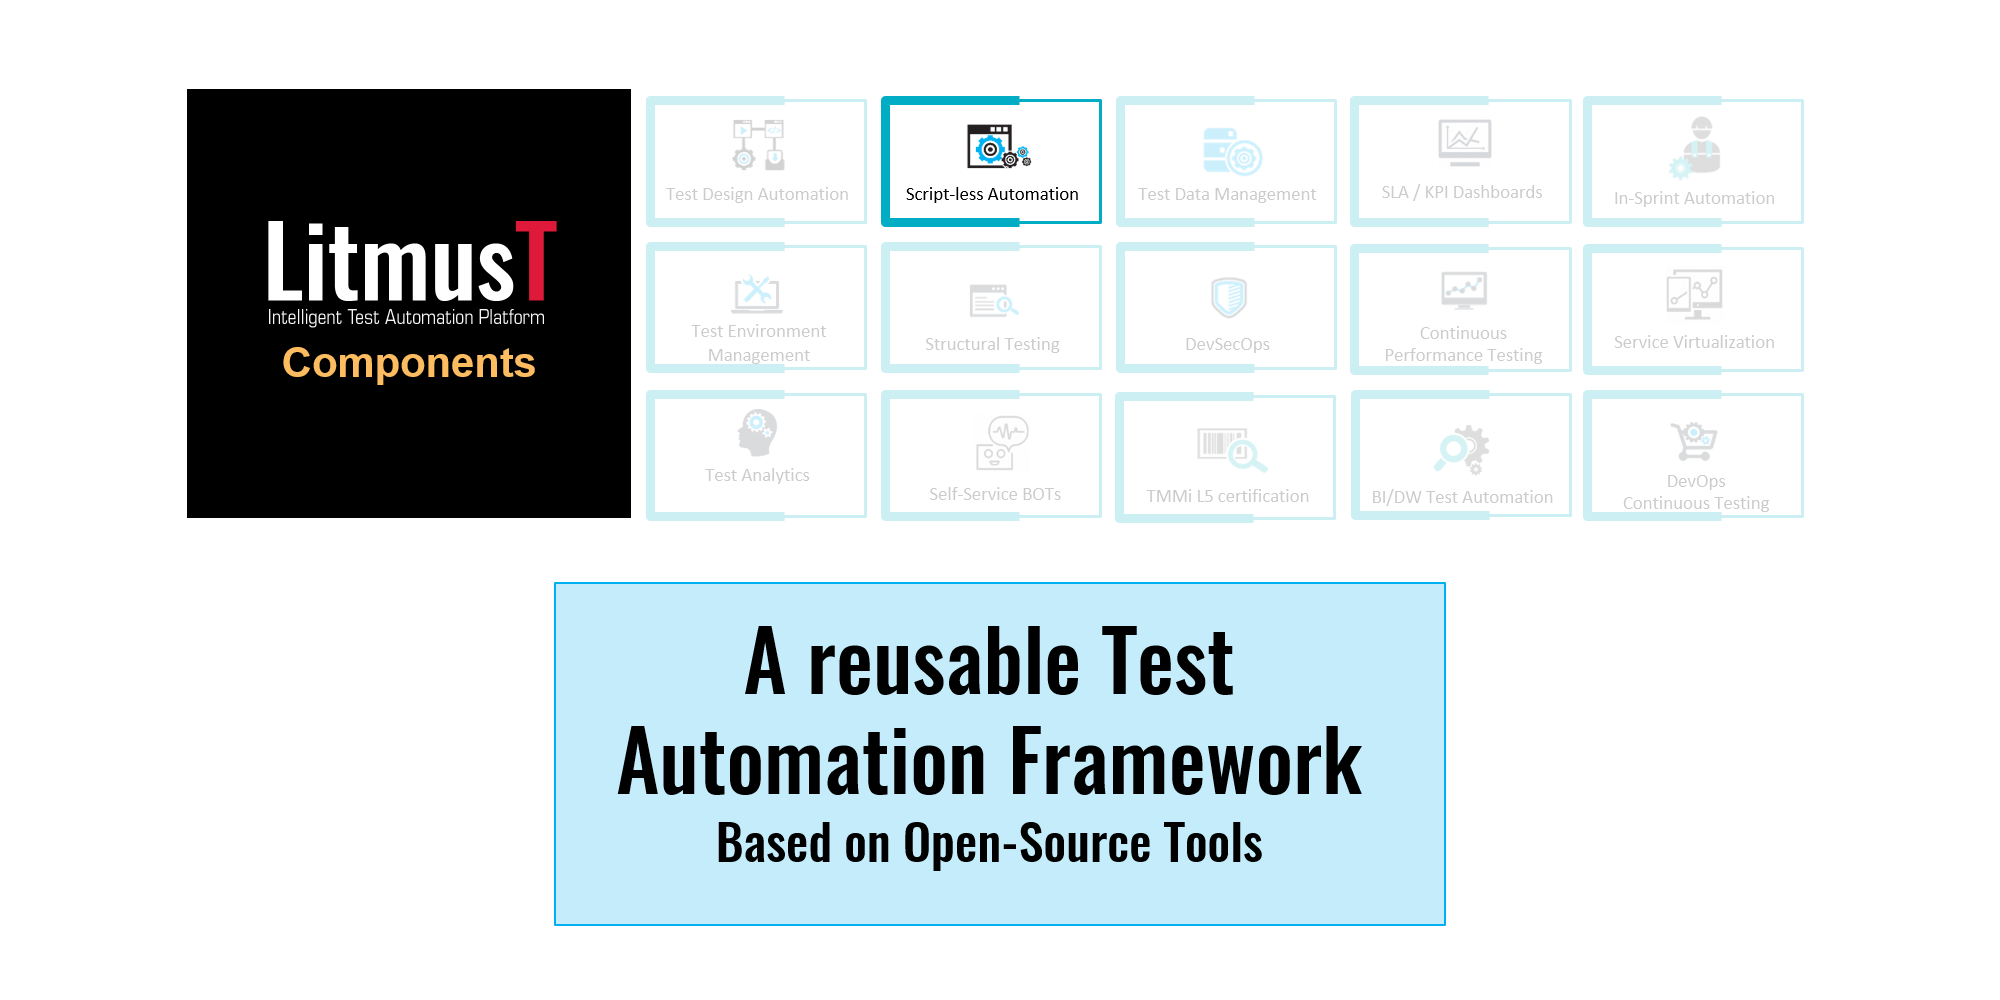 LitmusT
Intelligent Test Automation Platform
Components
Test Design Automation
Script-less Automation
Test Data Management
SLA / KPI Dashboards
In-Sprint Automation
Test Environment
Management
Structural Testing
DevSecOps
Continuous
Performance Testing
Service Virtualization
Test Analytics
Self-Service BOTs
TMMi L5 certification
BI/DW Test Automation
DevOps
Continuous Testing
A reusable Test
Automation Framework
Based on Open-Source Tools